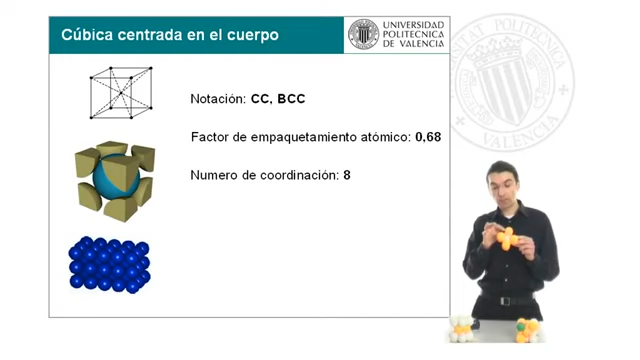 Cúbica centrada en el cuerpo
UNIVERSIDAD
POLITECNICA
DE VALENCIA
Notación: CC, BCC
Factor de empaquetamiento atómico: 0,68
Numero de coordinación: 8